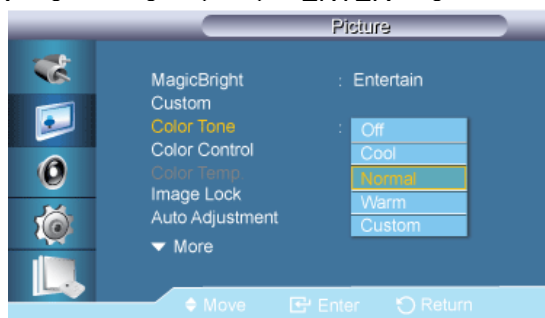 Picture
MagicBright : Entertain
Custom
Color Tone : Off
Color Control Cool
Color Temp. Normal
Image Lock Warm
Auto Adjustment Custom
▼ More
Move Enter Return